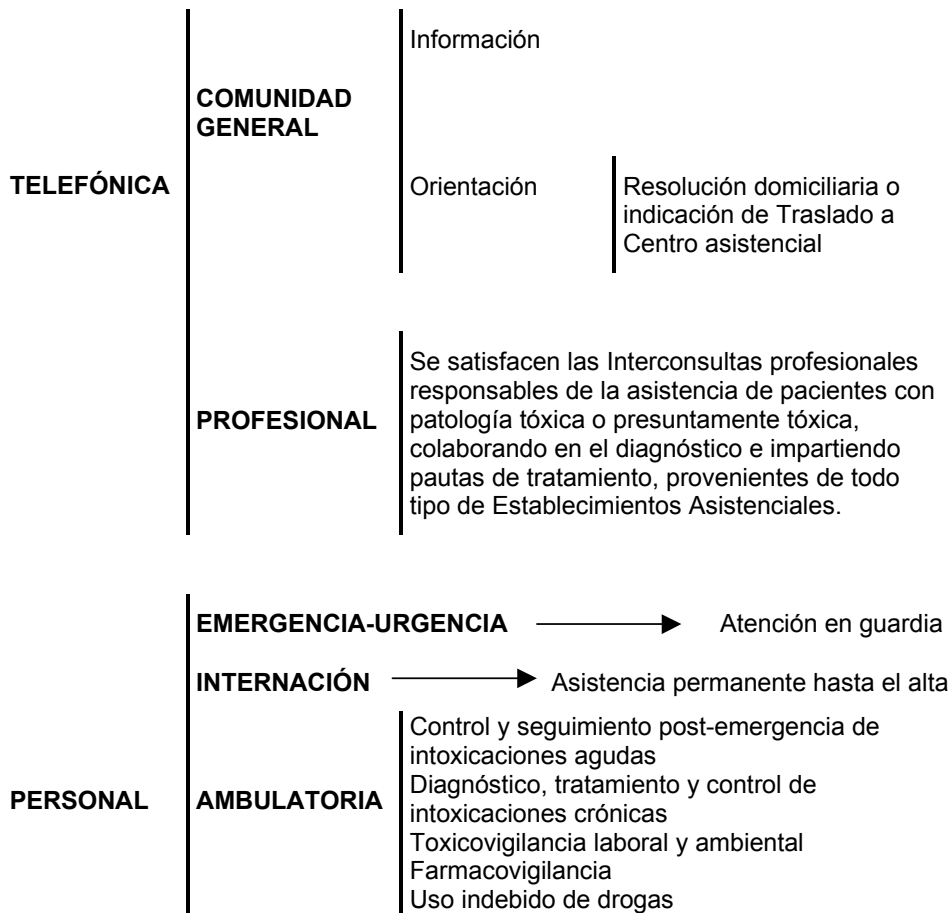 Información
COMUNIDAD
GENERAL
TELEFÓNICA
Orientación
Resolución domiciliaria o
indicación de Traslado a
Centro asistencial
PROFESIONAL
Se satisfacen las Interconsultas profesionales
responsables de la asistencia de pacientes con
patología tóxica o presuntamente tóxica,
colaborando en el diagnóstico e impartiendo
pautas de tratamiento, provenientes de todo
tipo de Establecimientos Asistenciales.
EMERGENCIA-URGENCIA
Atención en guardia
INTERNACIÓN
Asistencia permanente hasta el alta
PERSONAL
AMBULATORIA
Control y seguimiento post-emergencia de
intoxicaciones agudas
Diagnóstico, tratamiento y control de
intoxicaciones crónicas
Toxicovigilancia laboral y ambiental
Farmacovigilancia
Uso indebido de drogas